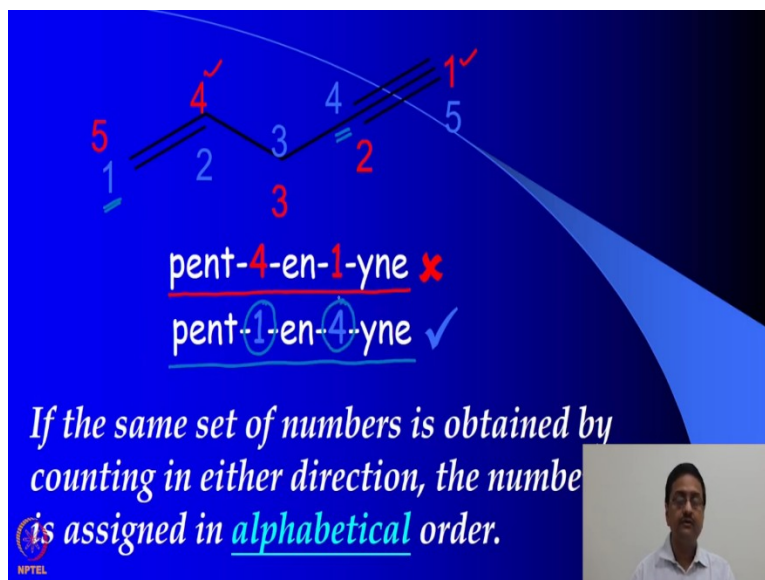 4
4
1
5
3
5
1
2
2
3
pent-4-en-1-yne ✘
pent-1-en-4-yne ✓
If the same set of numbers is obtained by
counting in either direction, the numbe
is assigned in alphabetical order.
NPTEL